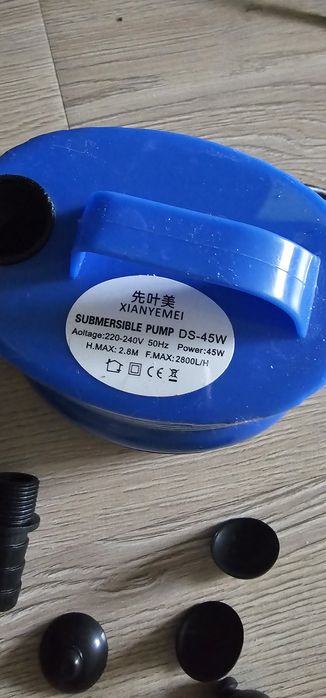 先叶美
XIANYEMEI
SUBMERSIBLE PUMP DS-45W
Aoltage:220-240V 50Hz Power:45W
H.MAX: 2.8M F.MAX:2800L/H
CE